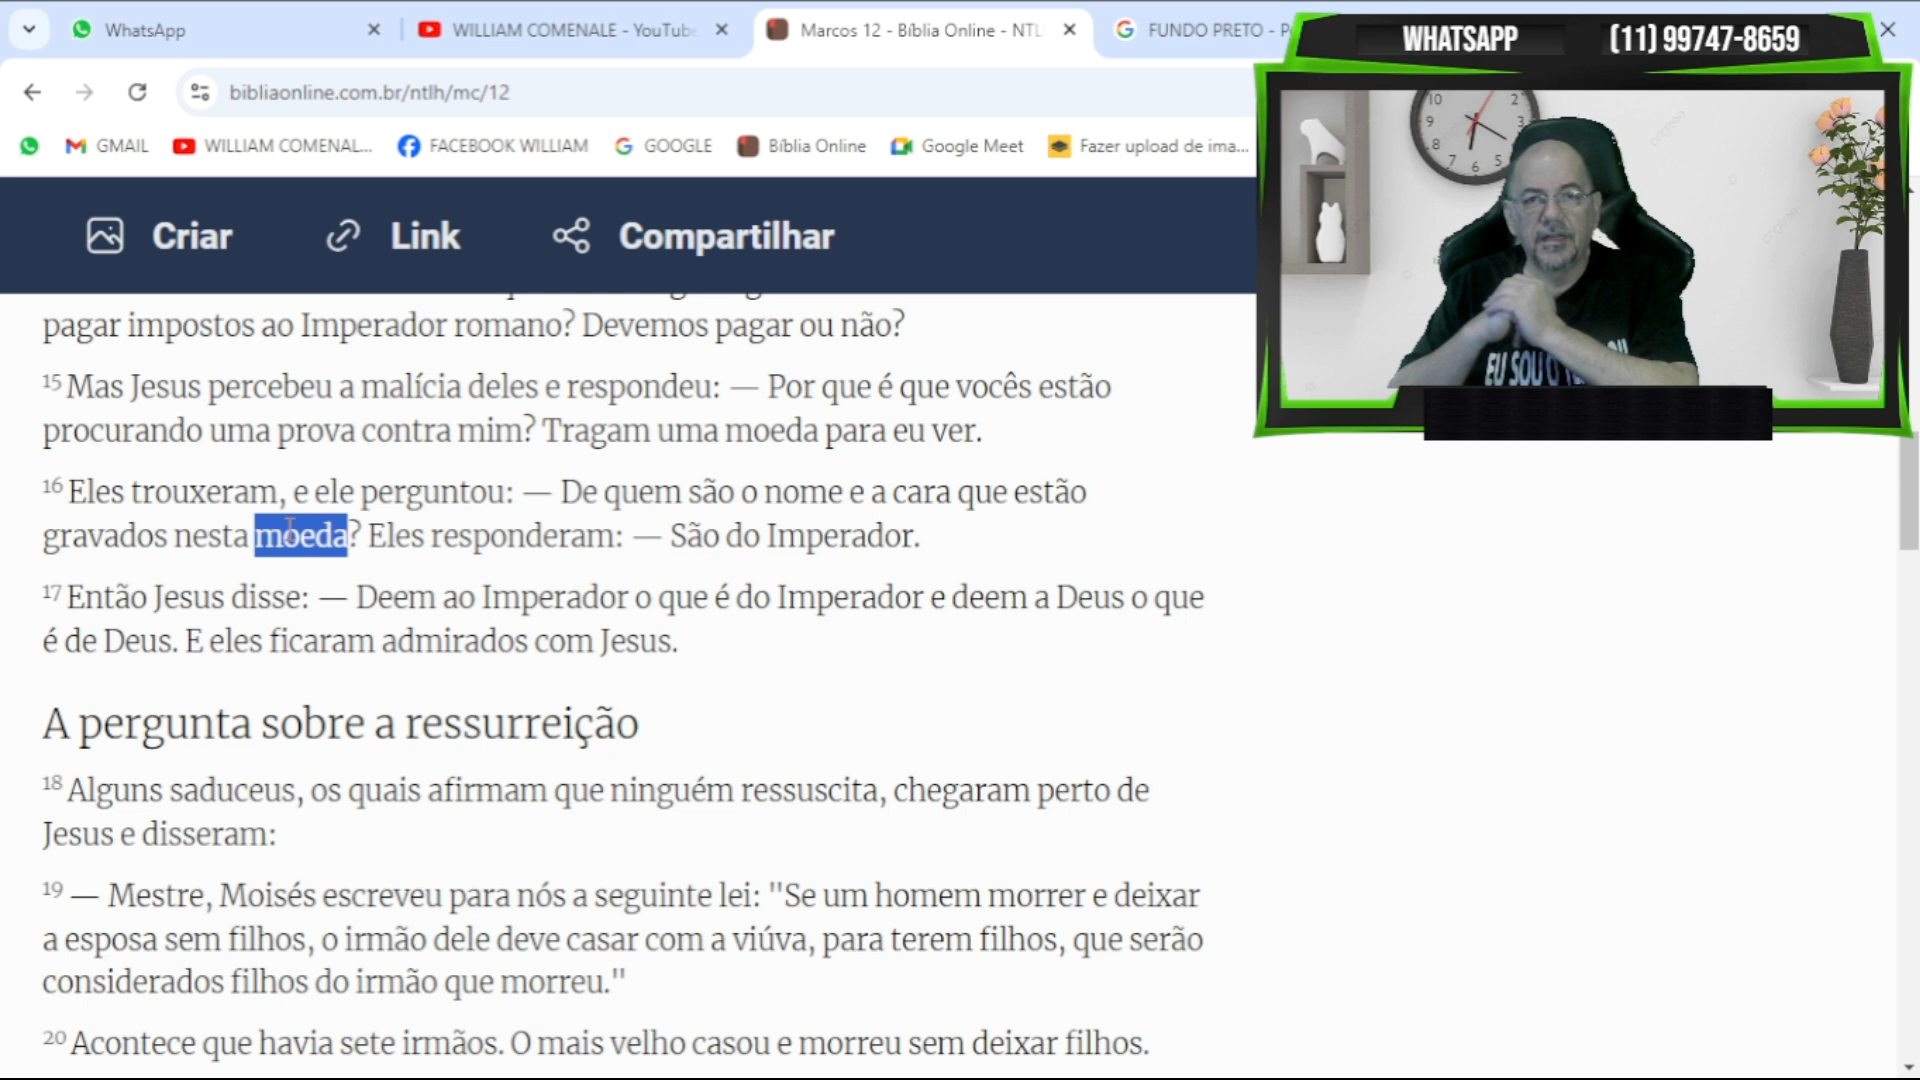 WhatsApp
WILLIAM COMENALE - YouTub
Marcos 12 - Bíblia Online - NTL
FUNDO PRETO - P
WHATSAPP (11) 99747-8659
bibliaonline.com.br/ntlh/mc/12
GMAIL
WILLIAM COMENAL...
FACEBOOK WILLIAM
GOOGLE
Bíblia Online
Google Meet
Fazer upload de ima...
Criar
Link
Compartilhar
EU SOU O
pagar impostos ao Imperador romano? Devemos pagar ou não?
15 Mas Jesus percebeu a malícia deles e respondeu: — Por que é que vocês estão
procurando uma prova contra mim? Tragam uma moeda para eu ver.
16 Eles trouxeram, e ele perguntou: — De quem são o nome e a cara que estão
gravados nesta moeda? Eles responderam: — São do Imperador.
17 Então Jesus disse: — Deem ao Imperador o que é do Imperador e deem a Deus o que
é de Deus. E eles ficaram admirados com Jesus.
A pergunta sobre a ressurreição
18 Alguns saduceus, os quais afirmam que ninguém ressuscita, chegaram perto de
Jesus e disseram:
19 — Mestre, Moisés escreveu para nós a seguinte lei: "Se um homem morrer e deixar
a esposa sem filhos, o irmão dele deve casar com a viúva, para terem filhos, que serão
considerados filhos do irmão que morreu."
20 Acontece que havia sete irmãos. O mais velho casou e morreu sem deixar filhos.